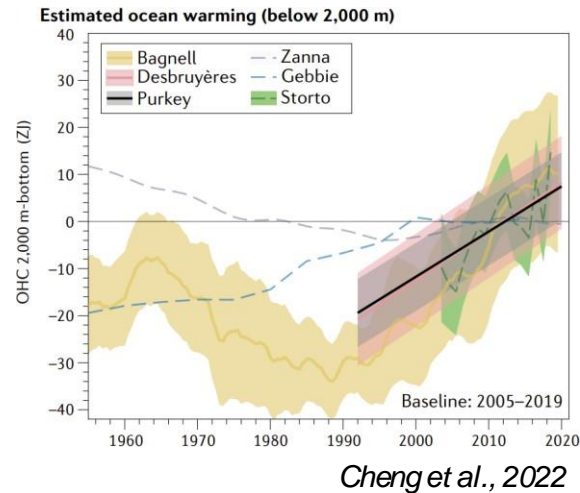 Estimated ocean warming (below 2,000 m)
40
30
20
10
0
-10
-20
-30
-40
OHC 2,000 m-bottom (ZJ)
Bagnell
Desbruyères
Purkey
Zanna
Gebbie
Storto
Baseline: 2005–2019
1960
1970
1980
1990
2000
2010
2020
Cheng et al., 2022